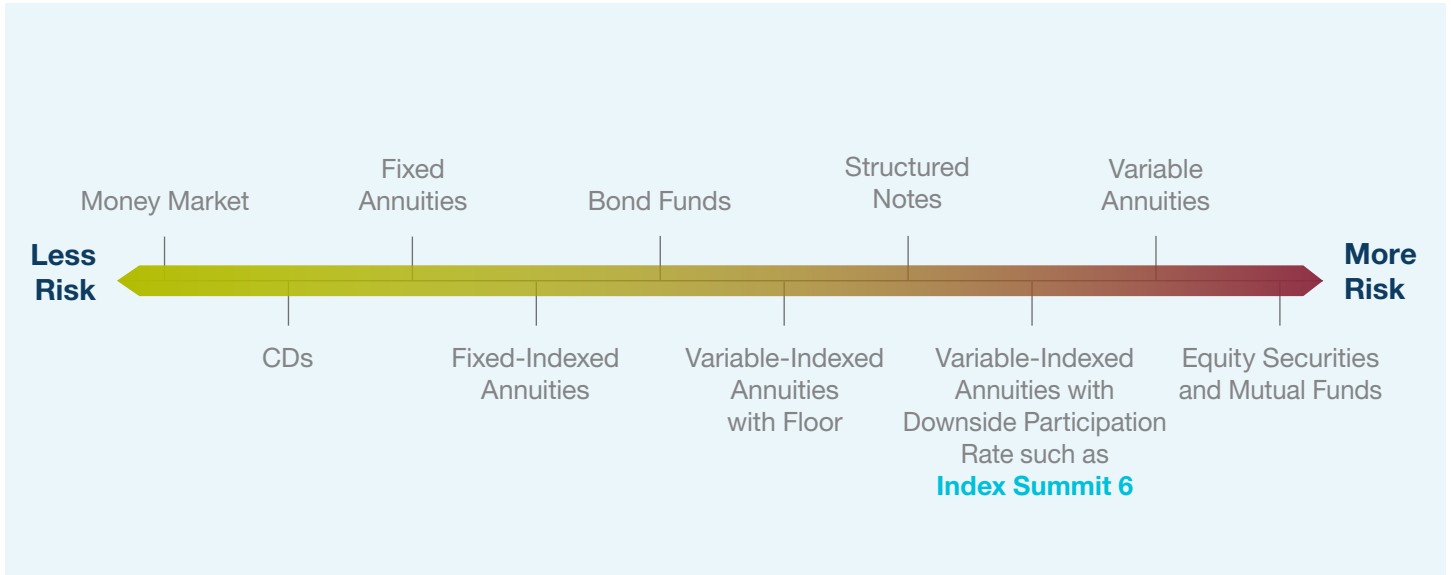 Less
Risk
Money Market
CDs
Fixed
Annuities
Fixed-Indexed
Annuities
Bond Funds
Variable-Indexed
Annuities
with Floor
Structured
Notes
Variable-Indexed
Annuities with
Downside Participation
Rate such as
Index Summit 6
Variable
Annuities
Equity Securities
and Mutual Funds
More
Risk